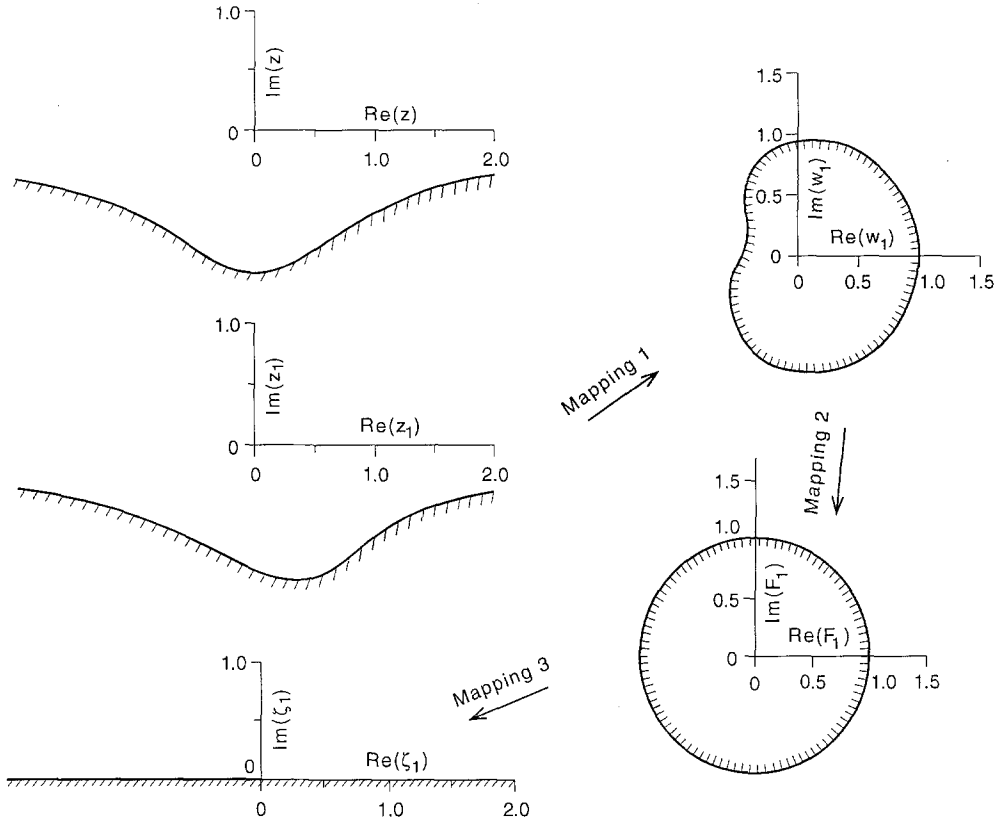 1.0
Im(z)
Re(z)
0
0 1.0 2.0
1.5
1.0
0.5
Im(w₁)
Re(w₁)
0
0 0.5 1.0 1.5
1.0
Im(z₁)
Re(z₁)
0
0 1.0 2.0
Mapping 1
Mapping 2
1.5
1.0
0.5
Im(F₁)
Re(F₁)
0
0 0.5 1.0 1.5
Mapping 3
1.0
Im(ζ₁)
Re(ζ₁)
0
0 1.0 2.0